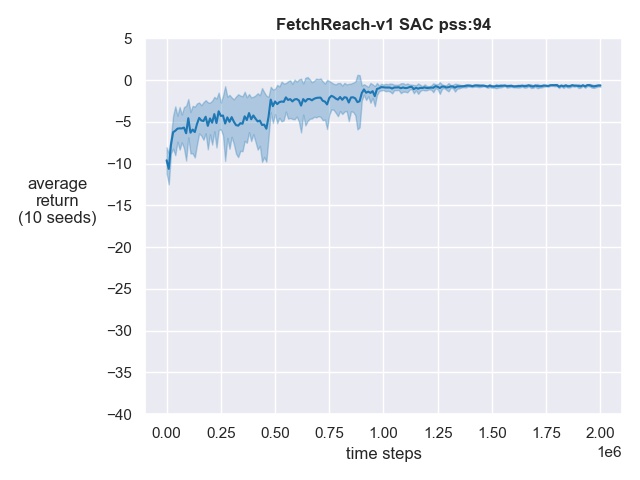 FetchReach-v1 SAC pss:94
5
0
−5
−10
−15
−20
−25
−30
−35
−40
average
return
(10 seeds)
0.00 0.25 0.50 0.75 1.00 1.25 1.50 1.75 2.00
time steps
1e6